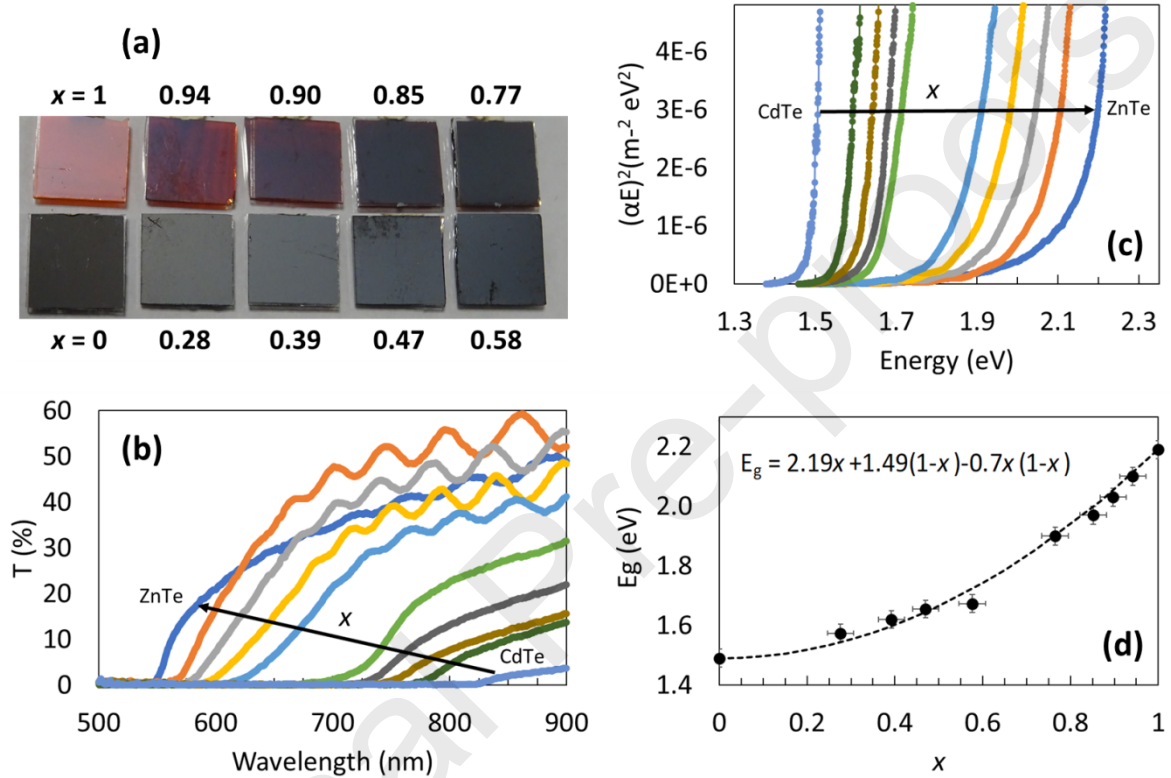 (a)
x = 1 0.94 0.90 0.85 0.77
x = 0 0.28 0.39 0.47 0.58
(αE)²(m⁻² eV²)
4E-6
3E-6
2E-6
1E-6
0E+0
CdTe
x
ZnTe
(c)
1.3 1.5 1.7 1.9 2.1 2.3
Energy (eV)
T (%)
60
50
40
30
20
10
0
(b)
ZnTe
x
CdTe
500 600 700 800 900
Wavelength (nm)
Eg (eV)
2.2
2.0
1.8
1.6
1.4
Eg = 2.19x +1.49(1-x)-0.7x (1-x)
(d)
0 0.2 0.4 0.6 0.8 1
x
Pre-proofs